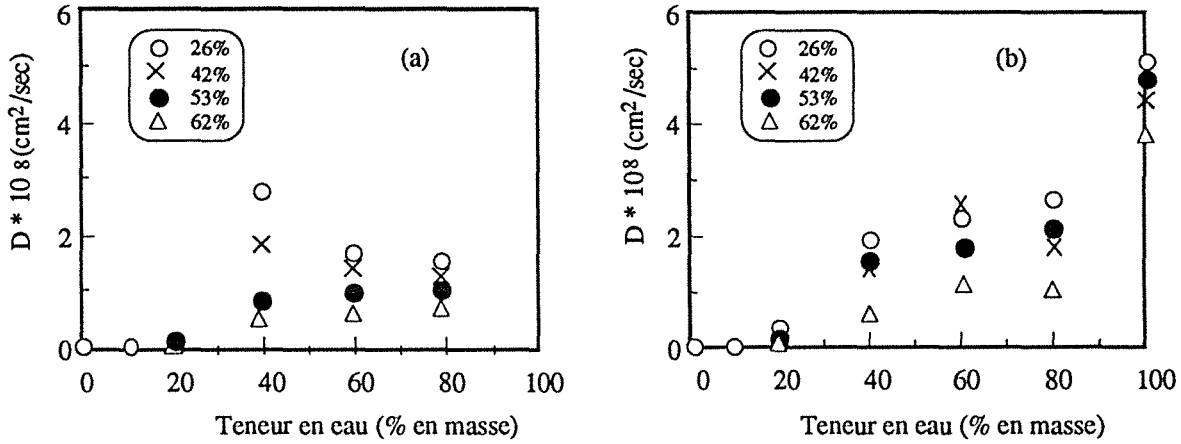 6
4
2
0
D * 10 8 (cm²/sec)
26%
42%
53%
62%
(a)
0 20 40 60 80 100
Teneur en eau (% en masse)
6
4
2
0
D * 10⁸ (cm²/sec)
26%
42%
53%
62%
(b)
0 20 40 60 80 100
Teneur en eau (% en masse)